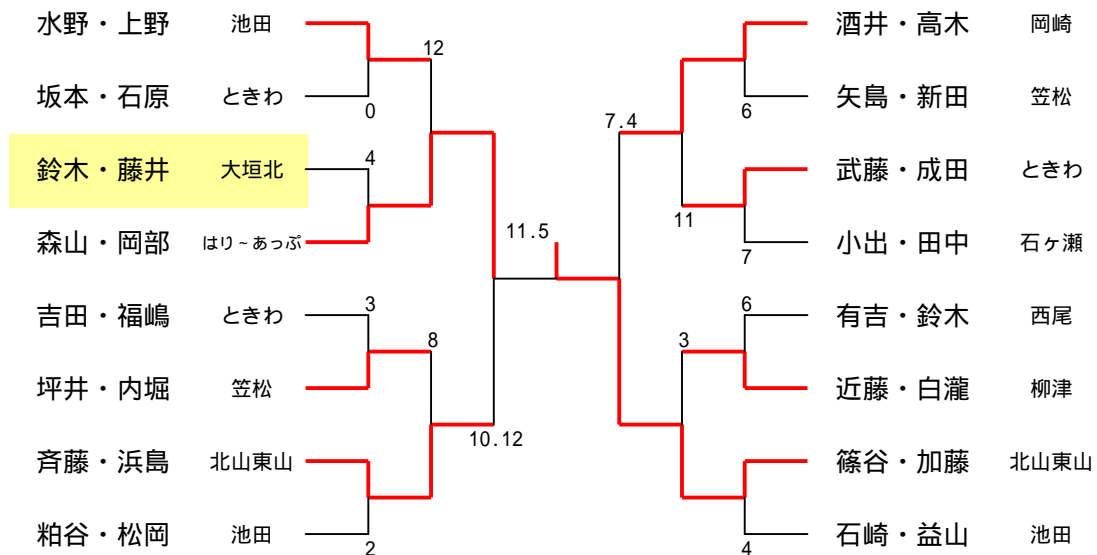 水野・上野 池田 12 酒井・高木 岡崎
坂本・石原 ときわ 0 7.4 6 矢島・新田 笠松
鈴木・藤井 大垣北 4 武藤・成田 ときわ
森山・岡部 はり~あっぷ 11.5 11 7 小出・田中 石ヶ瀬
吉田・福嶋 ときわ 3 6 有吉・鈴木 西尾
坪井・内堀 笠松 8 3 近藤・白瀧 柳津
斉藤・浜島 北山東山 10.12 篠谷・加藤 北山東山
粕谷・松岡 池田 2 4 石崎・益山 池田